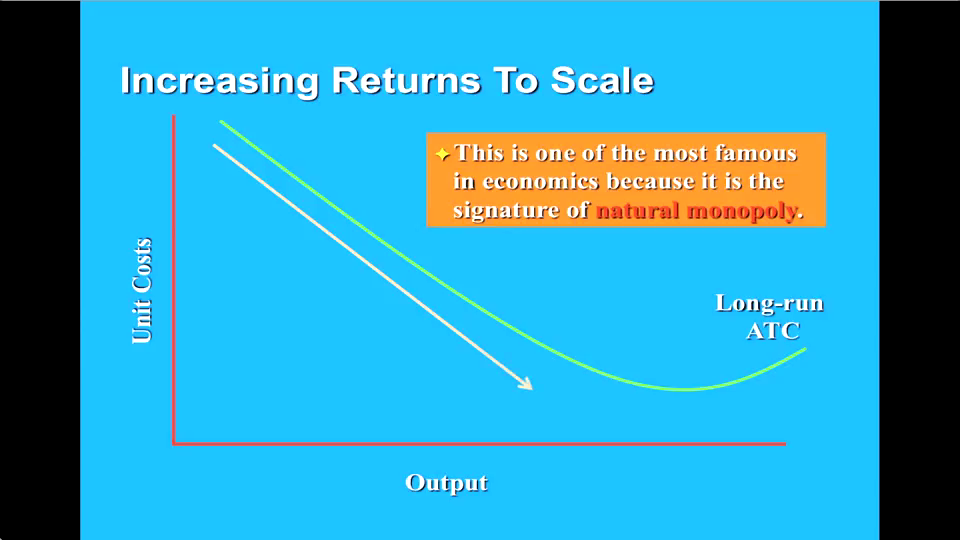 Increasing Returns To Scale
This is one of the most famous
in economics because it is the
signature of natural monopoly.
Unit Costs
Long-run
ATC
Output